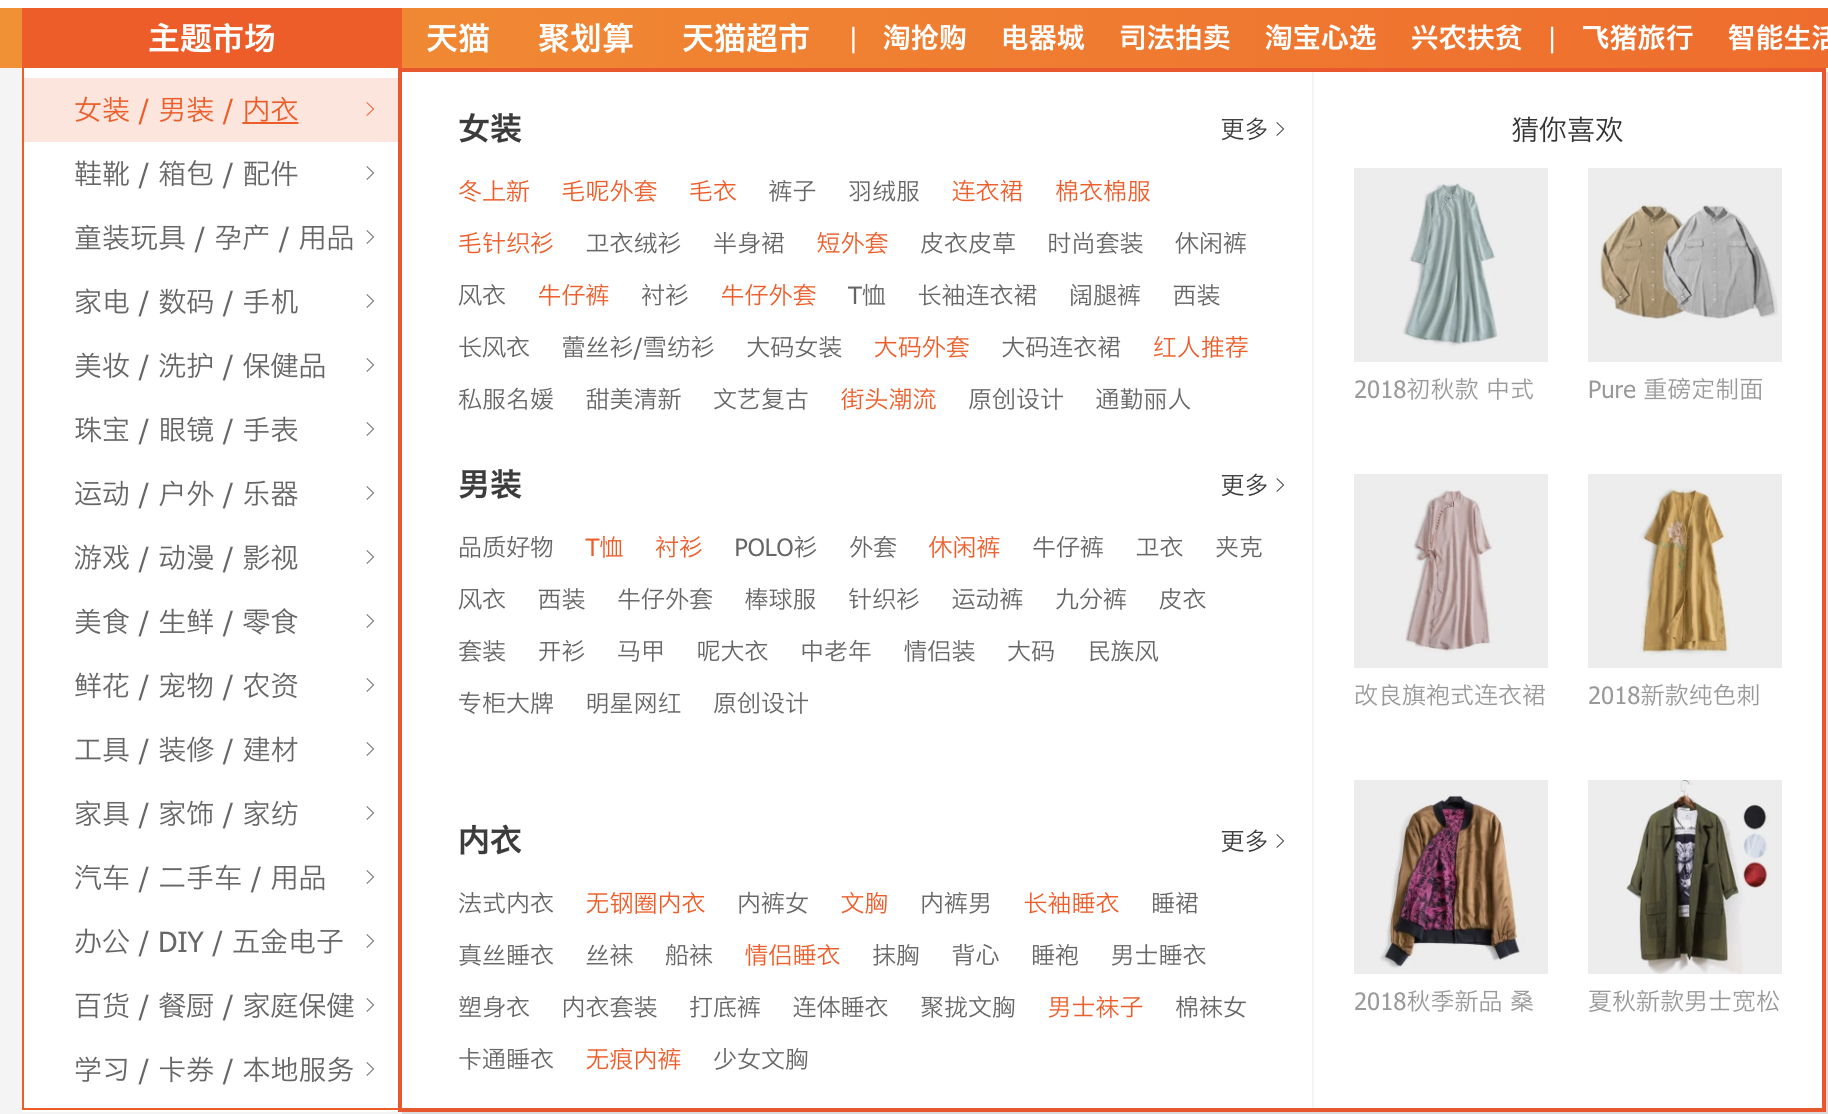 主题市场 天猫 聚划算 天猫超市 | 淘抢购 电器城 司法拍卖 淘宝心选 兴农扶贫 | 飞猪旅行 智能生活
女装 / 男装 / 内衣
鞋靴 / 箱包 / 配件
童装玩具 / 孕产 / 用品
家电 / 数码 / 手机
美妆 / 洗护 / 保健品
珠宝 / 眼镜 / 手表
运动 / 户外 / 乐器
游戏 / 动漫 / 影视
美食 / 生鲜 / 零食
鲜花 / 宠物 / 农资
工具 / 装修 / 建材
家具 / 家饰 / 家纺
汽车 / 二手车 / 用品
办公 / DIY / 五金电子
百货 / 餐厨 / 家庭保健
学习 / 卡券 / 本地服务
女装 更多
冬上新 毛呢外套 毛衣 裤子 羽绒服 连衣裙 棉衣棉服
毛针织衫 卫衣绒衫 半身裙 短外套 皮衣皮草 时尚套装 休闲裤
风衣 牛仔裤 衬衫 牛仔外套 T恤 长袖连衣裙 阔腿裤 西装
长风衣 蕾丝衫/雪纺衫 大码女装 大码外套 大码连衣裙 红人推荐
私服名媛 甜美清新 文艺复古 街头潮流 原创设计 通勤丽人
男装 更多
品质好物 T恤 衬衫 POLO衫 外套 休闲裤 牛仔裤 卫衣 夹克
风衣 西装 牛仔外套 棒球服 针织衫 运动裤 九分裤 皮衣
套装 开衫 马甲 呢大衣 中老年 情侣装 大码 民族风
专柜大牌 明星网红 原创设计
内衣 更多
法式内衣 无钢圈内衣 内裤女 文胸 内裤男 长袖睡衣 睡裙
真丝睡衣 丝袜 船袜 情侣睡衣 抹胸 背心 睡袍 男士睡衣
塑身衣 内衣套装 打底裤 连体睡衣 聚拢文胸 男士袜子 棉袜女
卡通睡衣 无痕内裤 少女文胸
猜你喜欢
2018初秋款 中式 Pure 重磅定制面
改良旗袍式连衣裙 2018新款纯色刺
2018秋季新品 桑 夏秋新款男士宽松